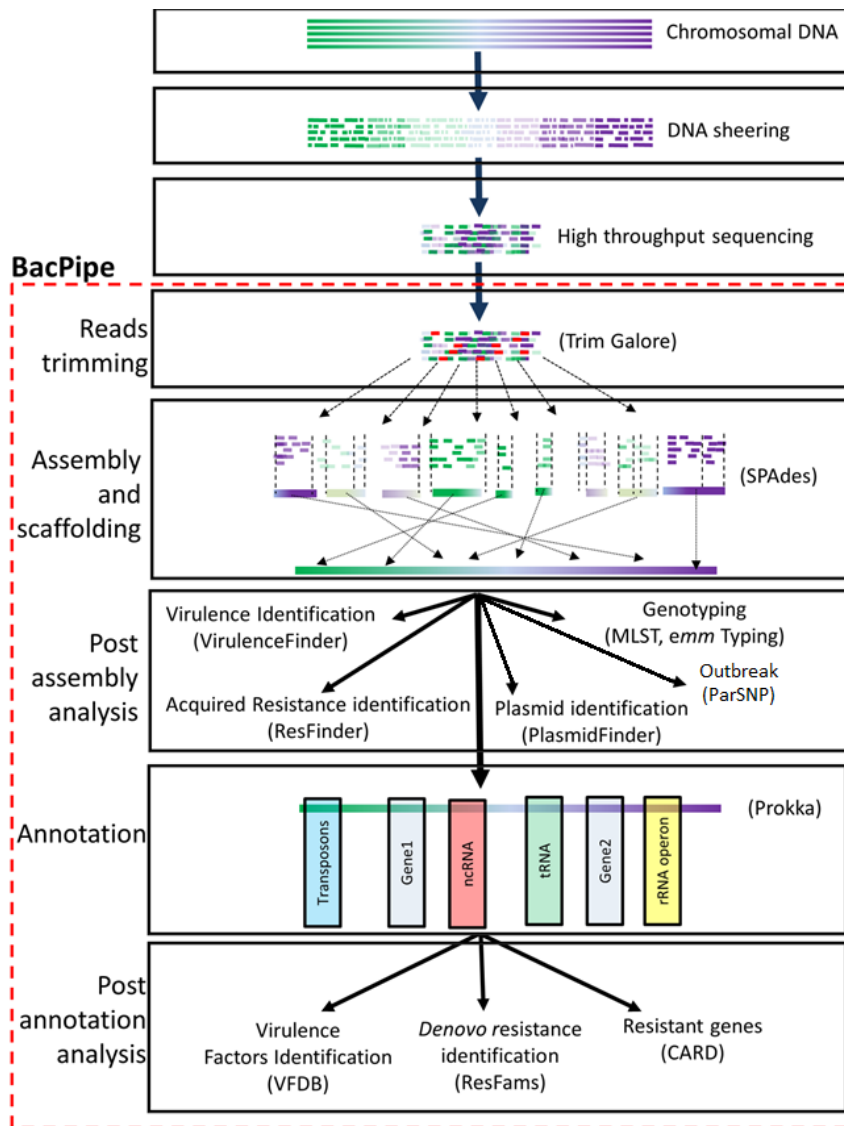 Chromosomal DNA
DNA sheering
High throughput sequencing
BacPipe
Reads
trimming
(Trim Galore)
Assembly
and
scaffolding
(SPAdes)
Post
assembly
analysis
Virulence Identification
(VirulenceFinder)
Genotyping
(MLST, emm Typing)
Acquired Resistance identification
(ResFinder)
Plasmid identification
(PlasmidFinder)
Outbreak
(ParSNP)
Annotation
(Prokka)
Transposons
Gene1
ncRNA
tRNA
Gene2
rRNA operon
Post
annotation
analysis
Virulence
Factors Identification
(VFDB)
Denovo resistance
identification
(ResFams)
Resistant genes
(CARD)